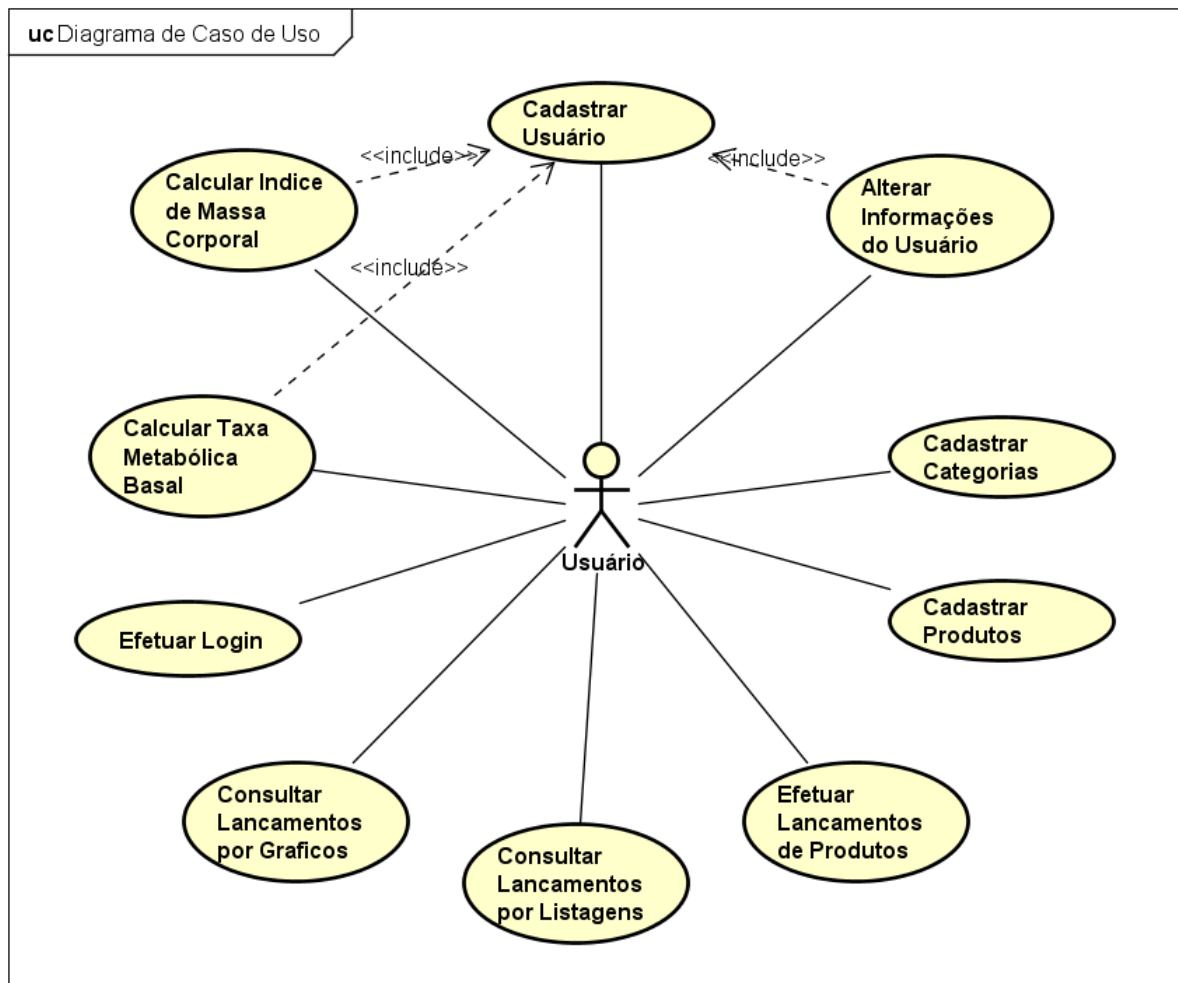 uc Diagrama de Caso de Uso
Cadastrar
Usuário
<<include>>
<<include>>
Calcular Indice
de Massa
Corporal
Alterar
Informações
do Usuário
<<include>>
Calcular Taxa
Metabólica
Basal
Cadastrar
Categorias
Usuário
Cadastrar
Produtos
Efetuar Login
Consultar
Lancamentos
por Graficos
Efetuar
Lancamentos
de Produtos
Consultar
Lancamentos
por Listagens